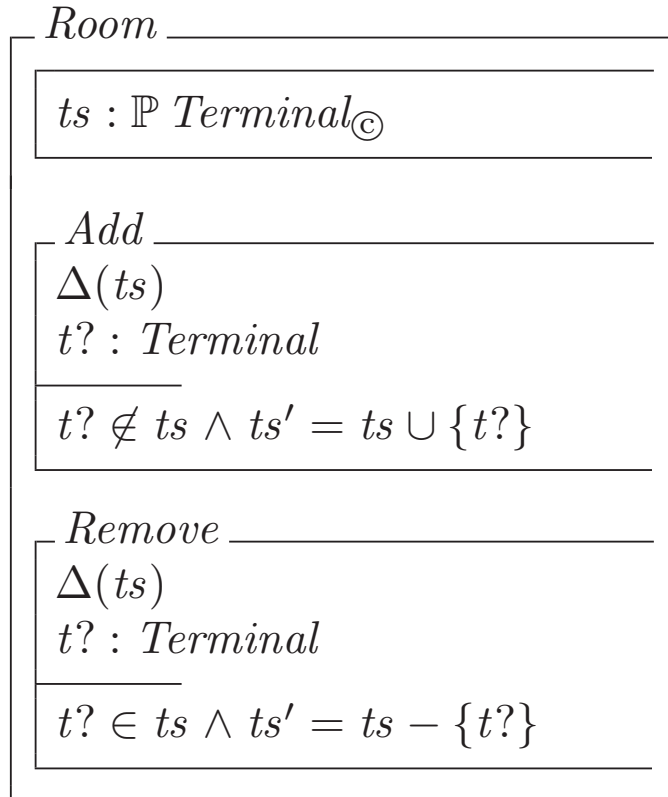 Room
ts : ℙ Terminal©
Add
Δ(ts)
t? : Terminal
t? ∉ ts ∧ ts′ = ts ∪ {t?}
Remove
Δ(ts)
t? : Terminal
t? ∈ ts ∧ ts′ = ts − {t?}